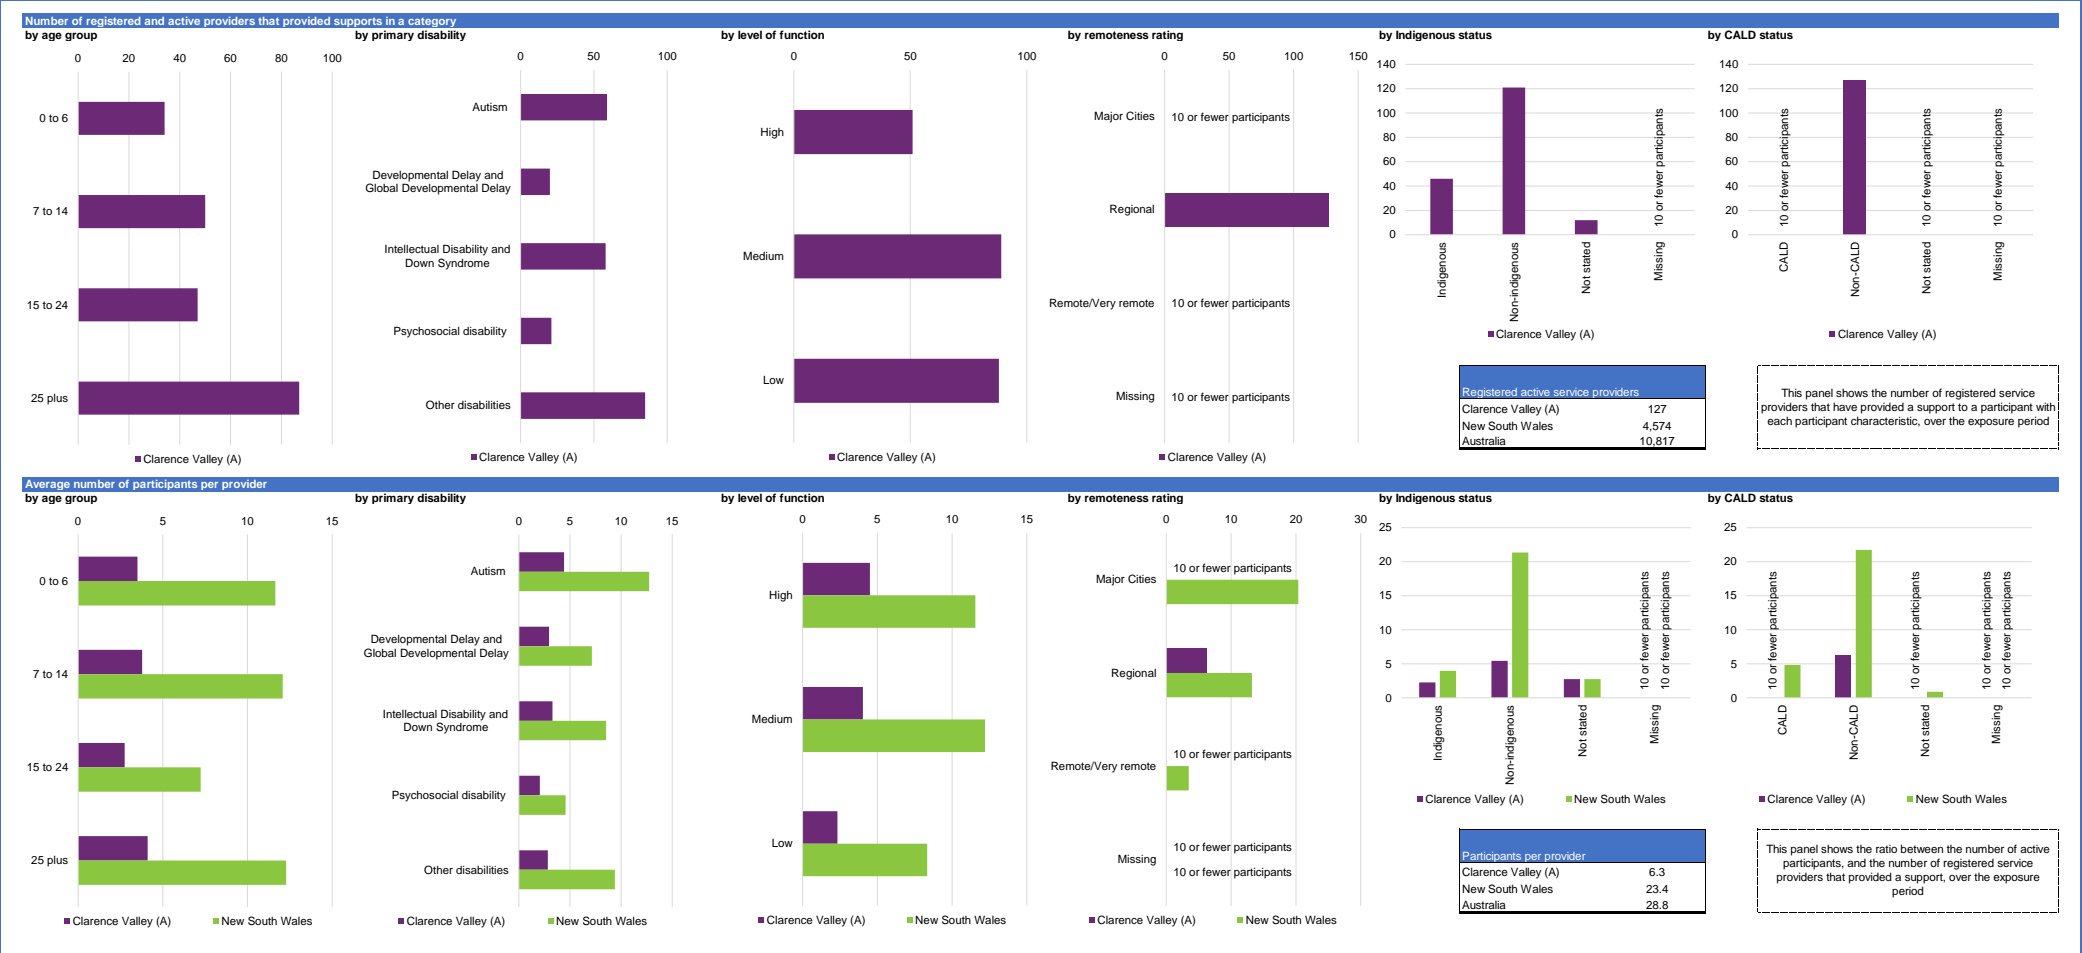 Number of registered and active providers that provided supports in a category
by age group
0 20 40 60 80 100
0 to 6
7 to 14
15 to 24
25 plus
Clarence Valley (A)
by primary disability
0 50 100
Autism
Developmental Delay and
Global Developmental Delay
Intellectual Disability and
Down Syndrome
Psychosocial disability
Other disabilities
Clarence Valley (A)
by level of function
0 50 100
High
Medium
Low
Clarence Valley (A)
by remoteness rating
0 50 100 150
Major Cities 10 or fewer participants
Regional
Remote/Very remote 10 or fewer participants
Missing 10 or fewer participants
Clarence Valley (A)
by Indigenous status
140
120
100
80
60
40
20
0
10 or fewer participants
Indigenous
Non-indigenous
Not stated
Missing
Clarence Valley (A)
by CALD status
140
120
100
80
60
40
20
0
10 or fewer participants
10 or fewer participants
10 or fewer participants
CALD
Non-CALD
Not stated
Missing
Clarence Valley (A)
Registered active service providers
Clarence Valley (A) 127
New South Wales 4,574
Australia 10,817
This panel shows the number of registered service
providers that have provided a support to a participant with
each participant characteristic, over the exposure period
Average number of participants per provider
by age group
0 5 10 15
0 to 6
7 to 14
15 to 24
25 plus
Clarence Valley (A) New South Wales
by primary disability
0 5 10 15
Autism
Developmental Delay and
Global Developmental Delay
Intellectual Disability and
Down Syndrome
Psychosocial disability
Other disabilities
Clarence Valley (A) New South Wales
by level of function
0 5 10 15
High
Medium
Low
Clarence Valley (A) New South Wales
by remoteness rating
0 10 20 30
10 or fewer participants
Major Cities
Regional
10 or fewer participants
Remote/Very remote
10 or fewer participants
Missing
10 or fewer participants
Clarence Valley (A) New South Wales
by Indigenous status
25
20
15
10
5
0
10 or fewer participants
10 or fewer participants
Indigenous
Non-indigenous
Not stated
Missing
Clarence Valley (A) New South Wales
by CALD status
25
20
15
10
5
0
10 or fewer participants
10 or fewer participants
10 or fewer participants
10 or fewer participants
CALD
Non-CALD
Not stated
Missing
Clarence Valley (A) New South Wales
Participants per provider
Clarence Valley (A) 6.3
New South Wales 23.4
Australia 28.8
This panel shows the ratio between the number of active
participants, and the number of registered service
providers that provided a support, over the exposure
period